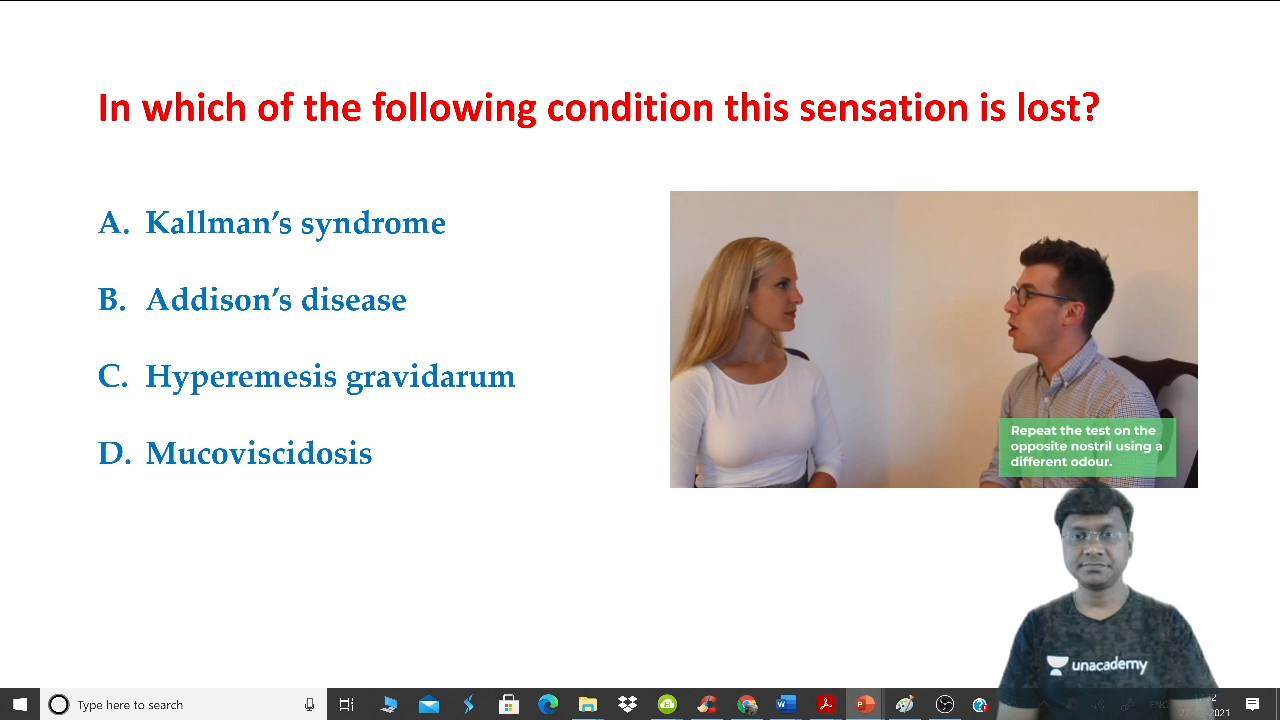 In which of the following condition this sensation is lost?
A. Kallman's syndrome
B. Addison's disease
C. Hyperemesis gravidarum
D. Mucoviscidosis
Repeat the test on the
opposite nostril using a
different odour.
unacademy
Type here to search